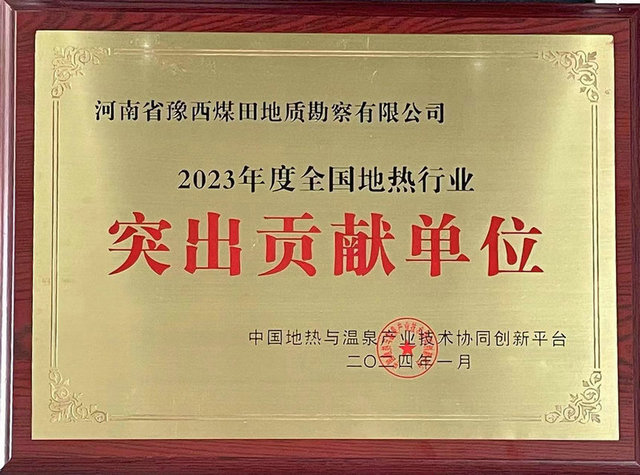 河南省豫西煤田地质勘察有限公司
2023年度全国地热行业
突出贡献单位
中国地热与温泉产业技术协同创新平台
二〇二四年一月